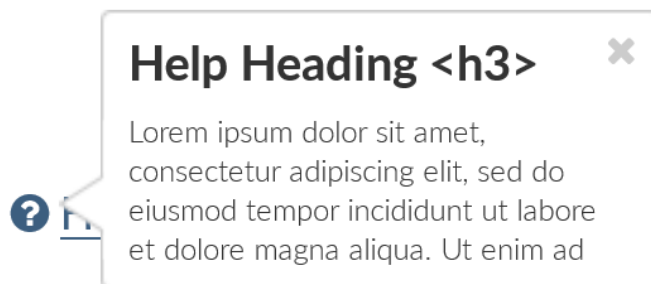 Help Heading <h3>
Lorem ipsum dolor sit amet,
consectetur adipiscing elit, sed do
eiusmod tempor incididunt ut labore
et dolore magna aliqua. Ut enim ad